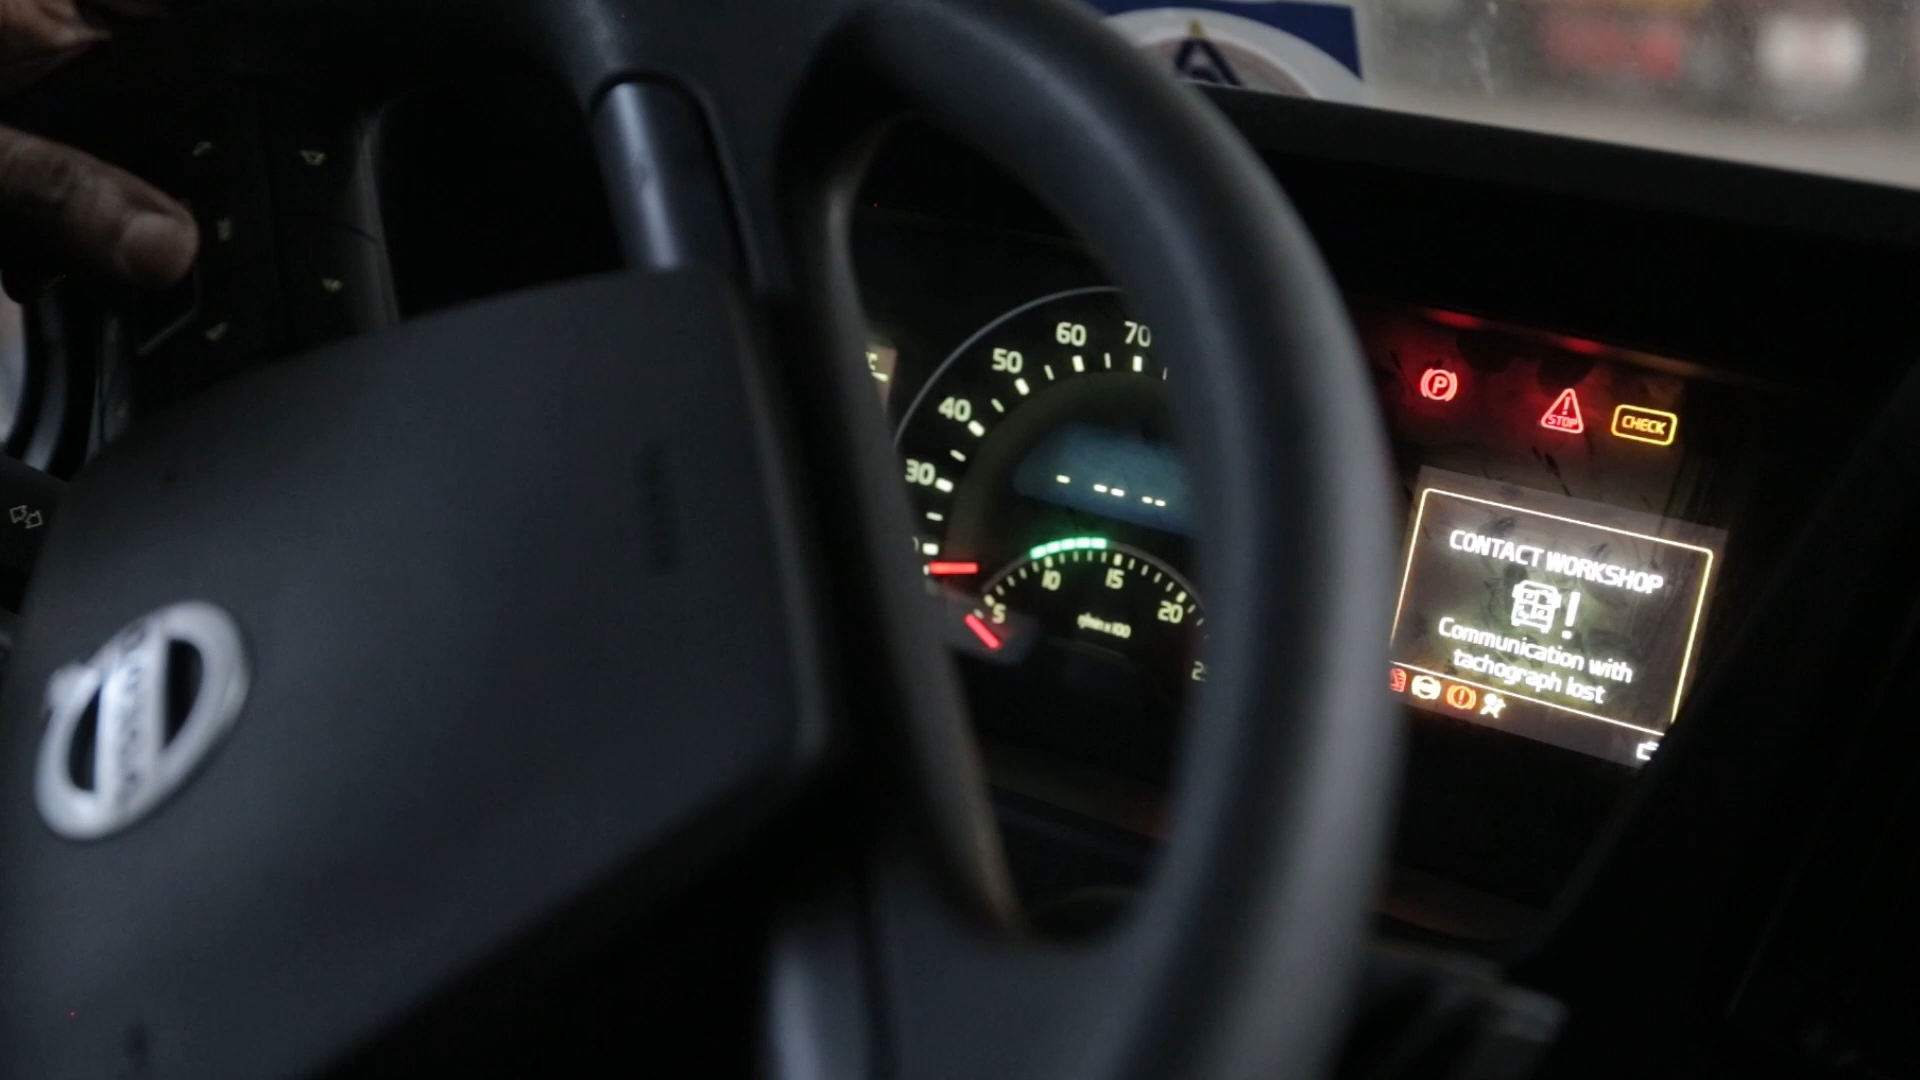 30
40
50
60
70
5
10
15
20
P
STOP
CHECK
CONTACT WORKSHOP
!
Communication with
tachograph lost